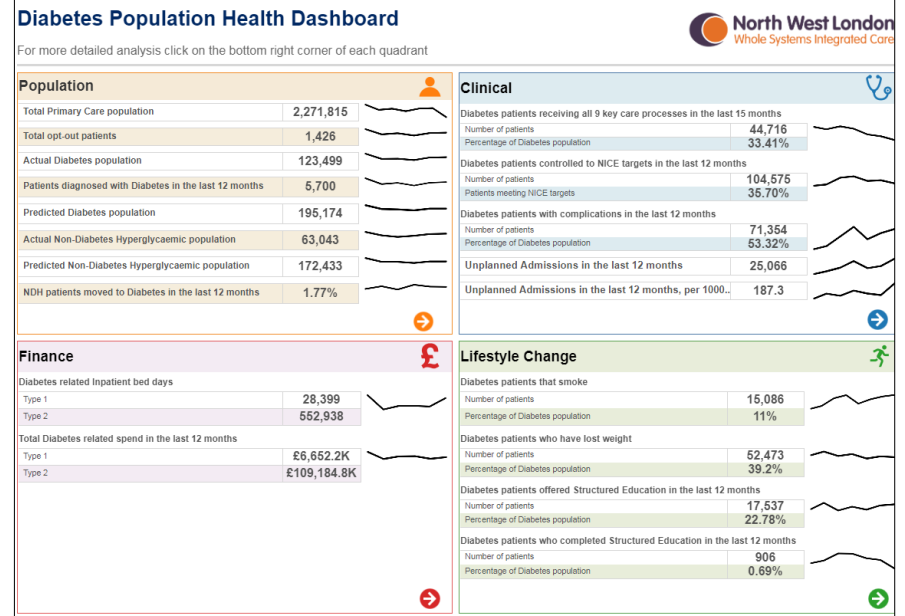 Diabetes Population Health Dashboard
For more detailed analysis click on the bottom right corner of each quadrant
North West London
Whole Systems Integrated Care
Population
Total Primary Care population 2,271,815
Total opt-out patients 1,426
Actual Diabetes population 123,499
Patients diagnosed with Diabetes in the last 12 months 5,700
Predicted Diabetes population 195,174
Actual Non-Diabetes Hyperglycaemic population 63,043
Predicted Non-Diabetes Hyperglycaemic population 172,433
NDH patients moved to Diabetes in the last 12 months 1.77%
Clinical
Diabetes patients receiving all 9 key care processes in the last 15 months
Number of patients 44,716
Percentage of Diabetes population 33.41%
Diabetes patients controlled to NICE targets in the last 12 months
Number of patients 104,575
Patients meeting NICE targets 35.70%
Diabetes patients with complications in the last 12 months
Number of patients 71,354
Percentage of Diabetes population 53.32%
Unplanned Admissions in the last 12 months 25,066
Unplanned Admissions in the last 12 months, per 1000.. 187.3
Finance
£
Diabetes related Inpatient bed days
Type 1 28,399
Type 2 552,938
Total Diabetes related spend in the last 12 months
Type 1 £6,652.2K
Type 2 £109,184.8K
Lifestyle Change
Diabetes patients that smoke
Number of patients 15,086
Percentage of Diabetes population 11%
Diabetes patients who have lost weight
Number of patients 52,473
Percentage of Diabetes population 39.2%
Diabetes patients offered Structured Education in the last 12 months
Number of patients 17,537
Percentage of Diabetes population 22.78%
Diabetes patients who completed Structured Education in the last 12 months
Number of patients 906
Percentage of Diabetes population 0.69%